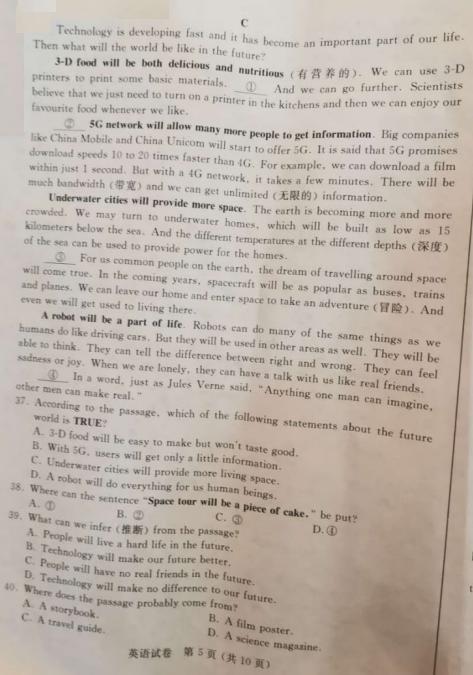 C
Technology is developing fast and it has become an important part of our life.
Then what will the world be like in the future?
3-D food will be both delicious and nutritious (有营养的). We can use 3-D
printers to print some basic materials. ① And we can go further. Scientists
believe that we just need to turn on a printer in the kitchens and then we can enjoy our
favourite food whenever we like.
② 5G network will allow many more people to get information. Big companies
like China Mobile and China Unicom will start to offer 5G. It is said that 5G promises
download speeds 10 to 20 times faster than 4G. For example, we can download a film
within just 1 second. But with a 4G network, it takes a few minutes. There will be
much bandwidth (带宽) and we can get unlimited (无限的) information.
Underwater cities will provide more space. The earth is becoming more and more
crowded. We may turn to underwater homes, which will be built as low as 15
kilometers below the sea. And the different temperatures at the different depths (深度)
of the sea can be used to provide power for the homes.
③ For us common people on the earth, the dream of travelling around space
will come true. In the coming years, spacecraft will be as popular as buses, trains
and planes. We can leave our home and enter space to take an adventure (冒险). And
even we will get used to living there.
A robot will be a part of life. Robots can do many of the same things as we
humans do like driving cars. But they will be used in other areas as well. They will be
able to think. They can tell the difference between right and wrong. They can feel
sadness or joy. When we are lonely, they can have a talk with us like real friends.
④ In a word, just as Jules Verne said, "Anything one man can imagine,
other men can make real."
37. According to the passage, which of the following statements about the future
world is TRUE?
A. 3-D food will be easy to make but won't taste good.
B. With 5G, users will get only a little information.
C. Underwater cities will provide more living space.
D. A robot will do everything for us human beings.
38. Where can the sentence "Space tour will be a piece of cake." be put?
A. ① B. ② C. ③ D. ④
39. What can we infer (推断) from the passage?
A. People will live a hard life in the future.
B. Technology will make our future better.
C. People will have no real friends in the future.
D. Technology will make no difference to our future.
40. Where does the passage probably come from?
A. A storybook. B. A film poster.
C. A travel guide. D. A science magazine.
英语试卷 第5页(共10页)